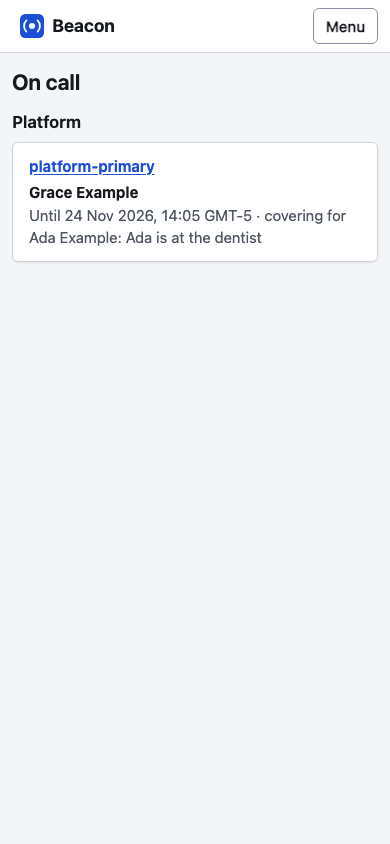 Beacon
Menu
On call
Platform
platform-primary
Grace Example
Until 24 Nov 2026, 14:05 GMT-5 · covering for
Ada Example: Ada is at the dentist